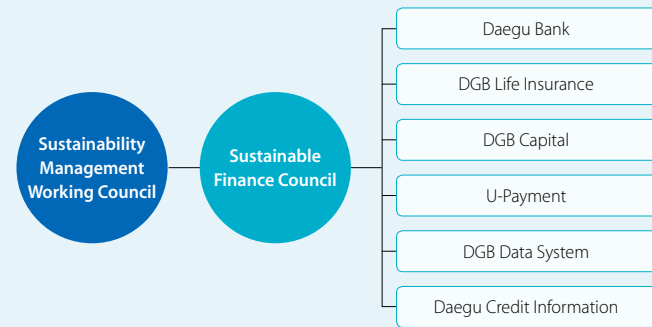 Sustainability
Management
Working Council
Sustainable
Finance Council
Daegu Bank
DGB Life Insurance
DGB Capital
U-Payment
DGB Data System
Daegu Credit Information